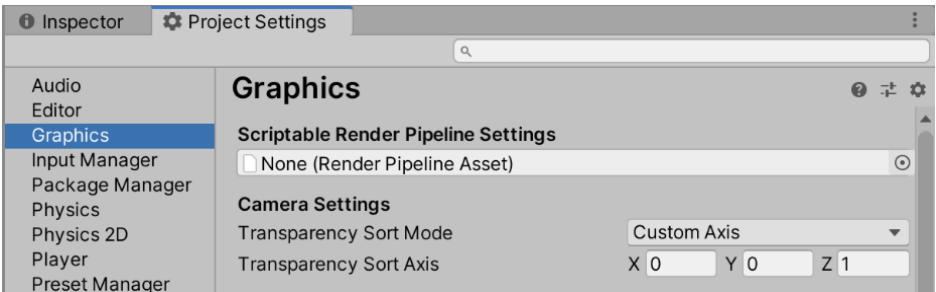 Inspector Project Settings
Audio
Editor
Graphics
Input Manager
Package Manager
Physics
Physics 2D
Player
Preset Manager
Graphics
Scriptable Render Pipeline Settings
None (Render Pipeline Asset)
Camera Settings
Transparency Sort Mode Custom Axis
Transparency Sort Axis X 0 Y 0 Z 1